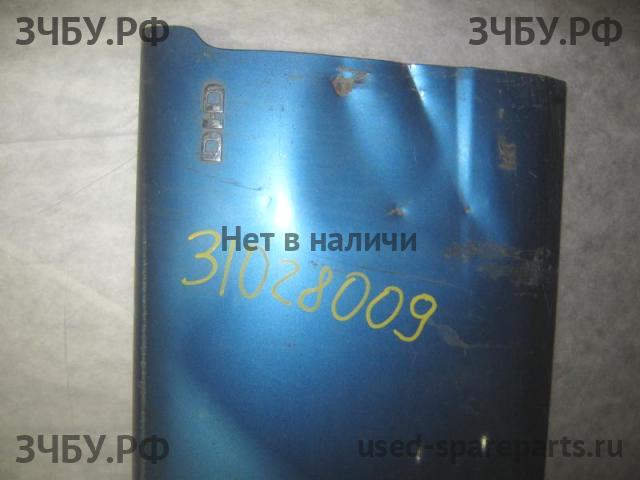 ЗЧБУ.РФ
ЗЧБУ.РФ
Нет в наличи
31028009
ЗЧБУ.РФ
used-spareparts.ru